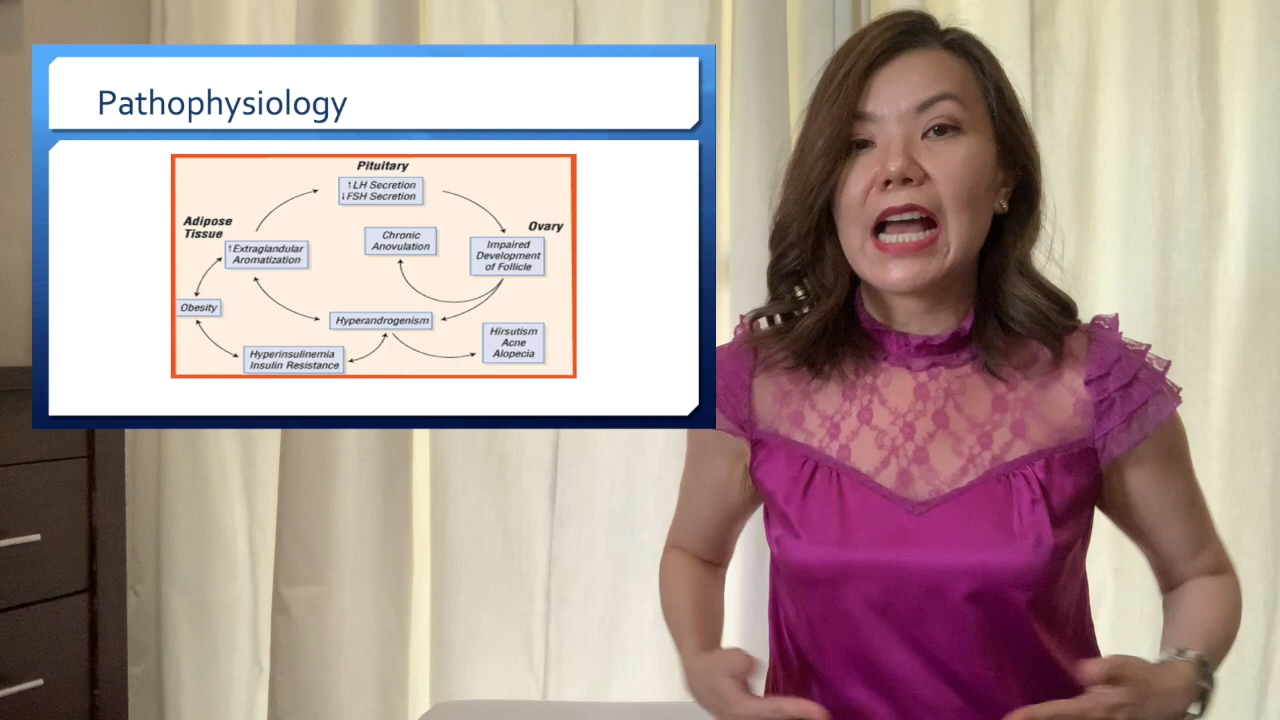 Pathophysiology
Pituitary
↑LH Secretion
↓FSH Secretion
Adipose
Tissue
Ovary
↑Extraglandular
Aromatization
Chronic
Anovulation
Impaired
Development
of Follicle
Obesity
Hyperandrogenism
Hirsutism
Acne
Alopecia
Hyperinsulinemia
Insulin Resistance